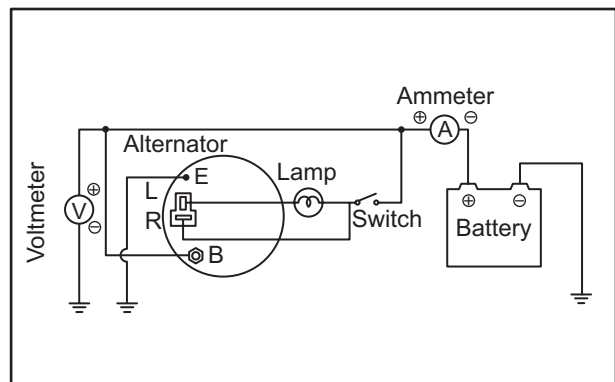 Ammeter
⊕ A ⊖
Alternator
E
Lamp
L
R
Switch
B
Voltmeter
⊕
V
⊖
⊕ ⊖
Battery